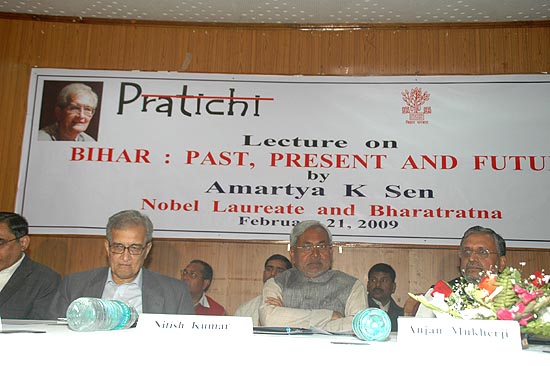 Pratichi
बिहार सरकार
Lecture on
BIHAR : PAST, PRESENT AND FUTU
by
Amartya K Sen
Nobel Laureate and Bharatratna
February 21, 2009
Nitish Kumar
Anjan Mukherji